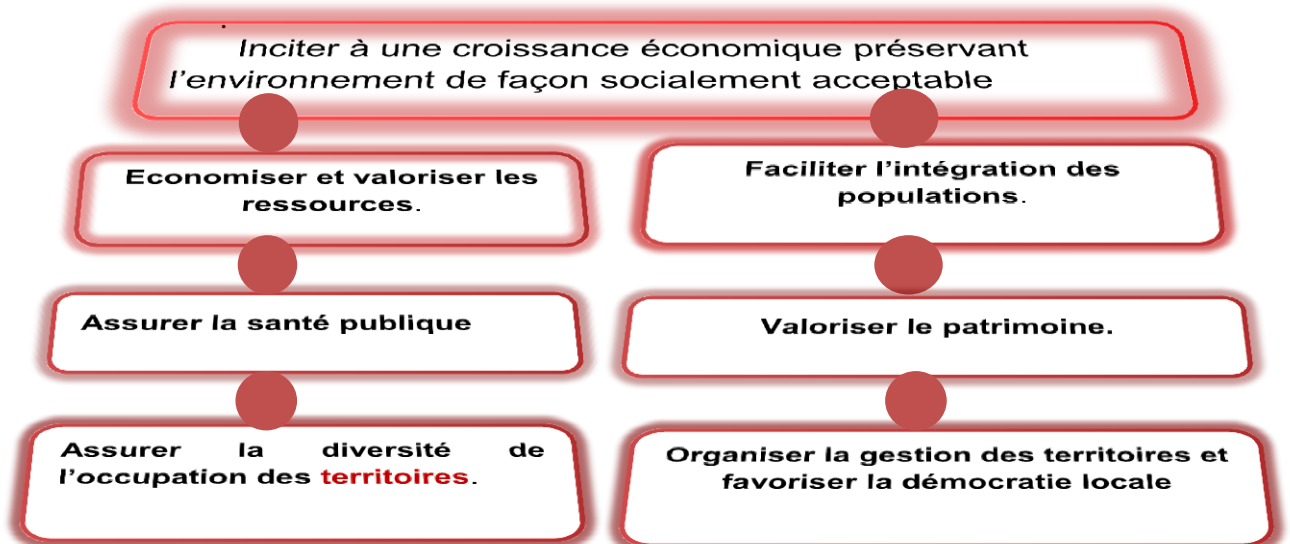 .
Inciter à une croissance économique préservant
l'environnement de façon socialement acceptable
Economiser et valoriser les
ressources.
Faciliter l'intégration des
populations.
Assurer la santé publique
Valoriser le patrimoine.
Assurer la diversité de
l'occupation des territoires.
Organiser la gestion des territoires et
favoriser la démocratie locale